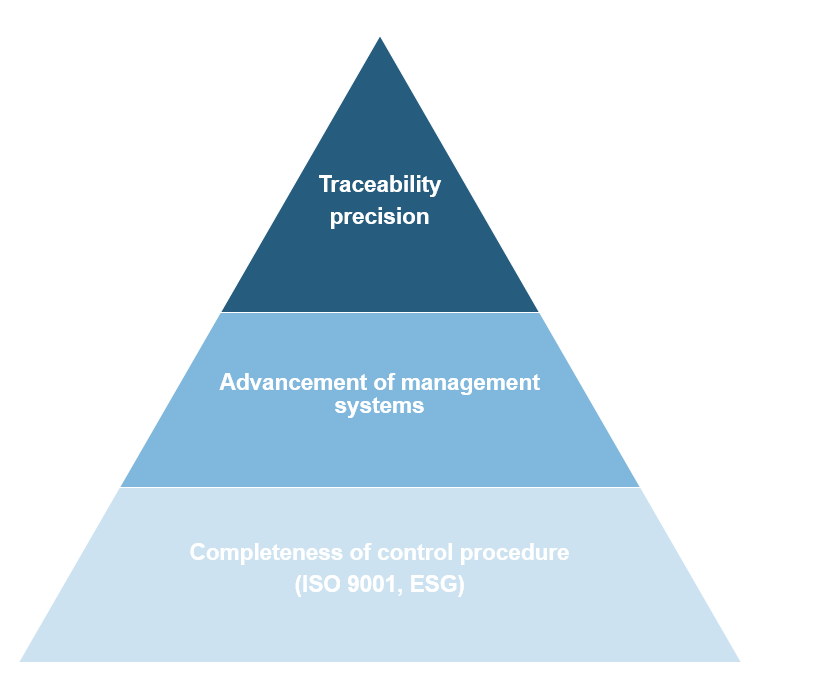 Traceability
precision
Advancement of management
systems
Completeness of control procedure
(ISO 9001, ESG)